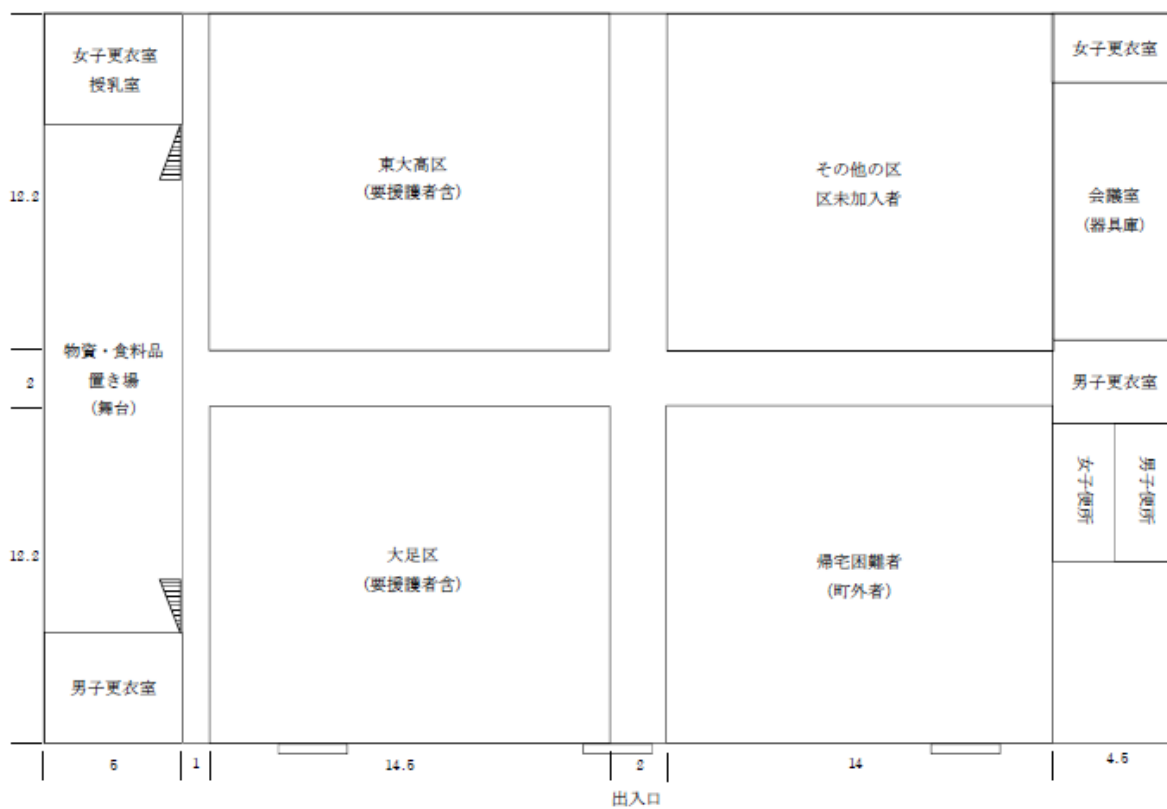 女子更衣室
授乳室
東大高区
(要援護者含)
その他の区
区未加入者
女子更衣室
会議室
(器具庫)
12.2
物資・食料品
置き場
(舞台)
2
男子更衣室
女子便所
男子便所
12.2
大足区
(要援護者含)
帰宅困難者
(町外者)
男子更衣室
5
1
14.5
2
14
4.5
出入口